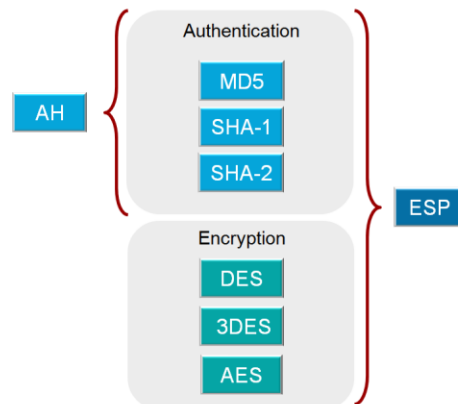 Authentication
MD5
AH
SHA-1
SHA-2
ESP
Encryption
DES
3DES
AES